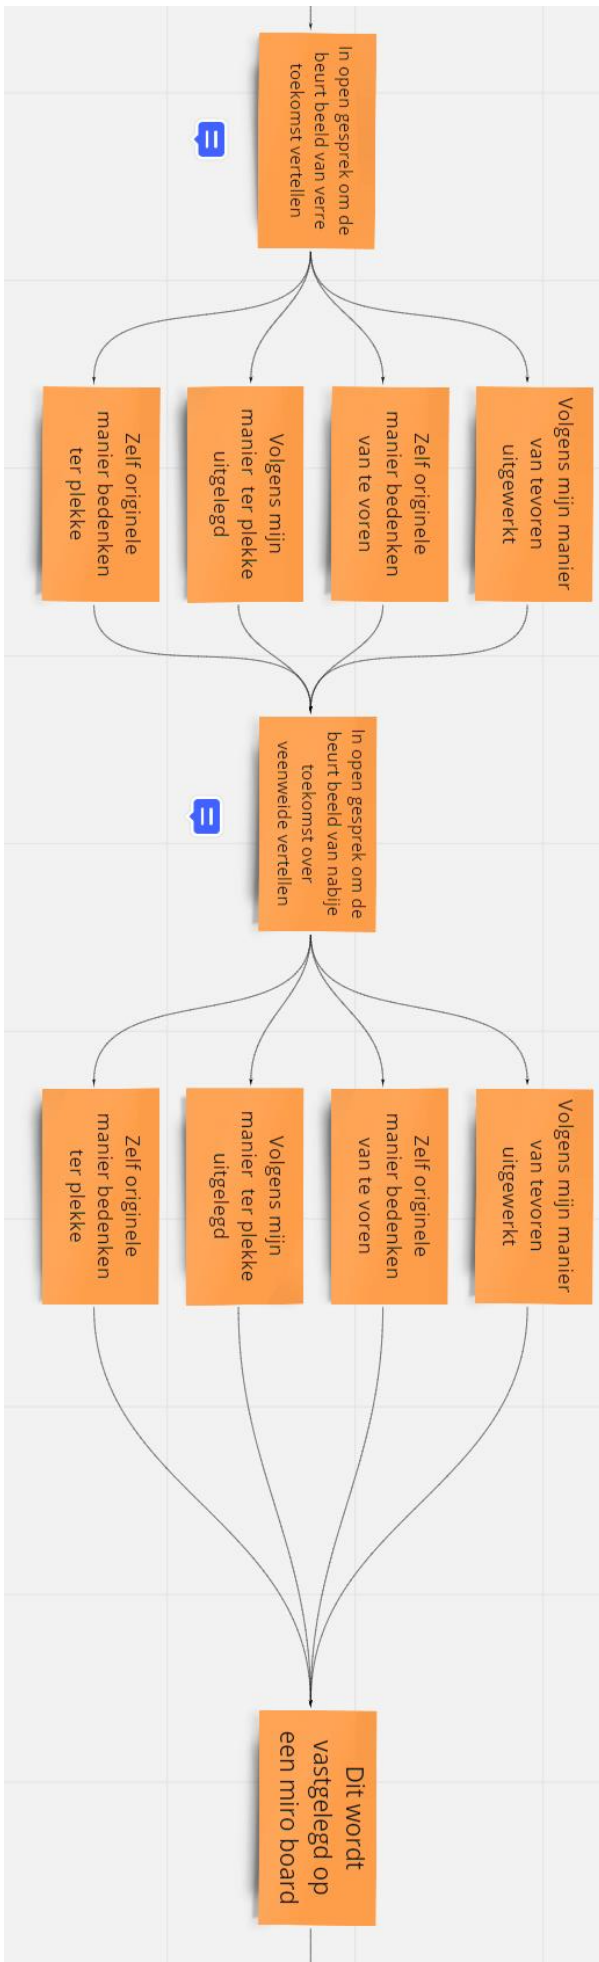 In open gesprek om de
beurt beeld van verre
toekomst vertellen
Volgens mijn manier
van tevoren
uitgewerkt
Zelf originele
manier bedenken
van te voren
Volgens mijn
manier ter plekke
uitgelegd
Zelf originele
manier bedenken
ter plekke
In open gesprek om de
beurt beeld van nabije
toekomst over
veenweide vertellen
Volgens mijn manier
van tevoren
uitgewerkt
Zelf originele
manier bedenken
van te voren
Volgens mijn
manier ter plekke
uitgelegd
Zelf originele
manier bedenken
ter plekke
Dit wordt
vastgelegd op
een miro board